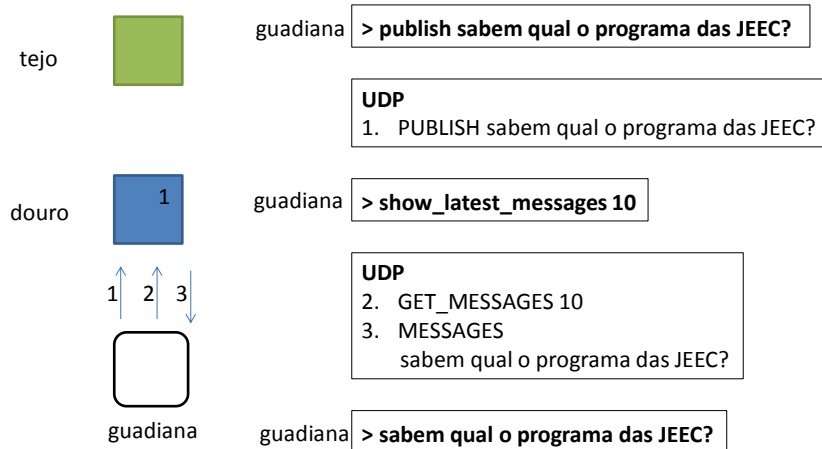 guadiana
> publish sabem qual o programa das JEEC?
tejo
UDP
1. PUBLISH sabem qual o programa das JEEC?
1
douro
guadiana
> show_latest_messages 10
1 2 3
UDP
2. GET_MESSAGES 10
3. MESSAGES
sabem qual o programa das JEEC?
guadiana
guadiana
> sabem qual o programa das JEEC?